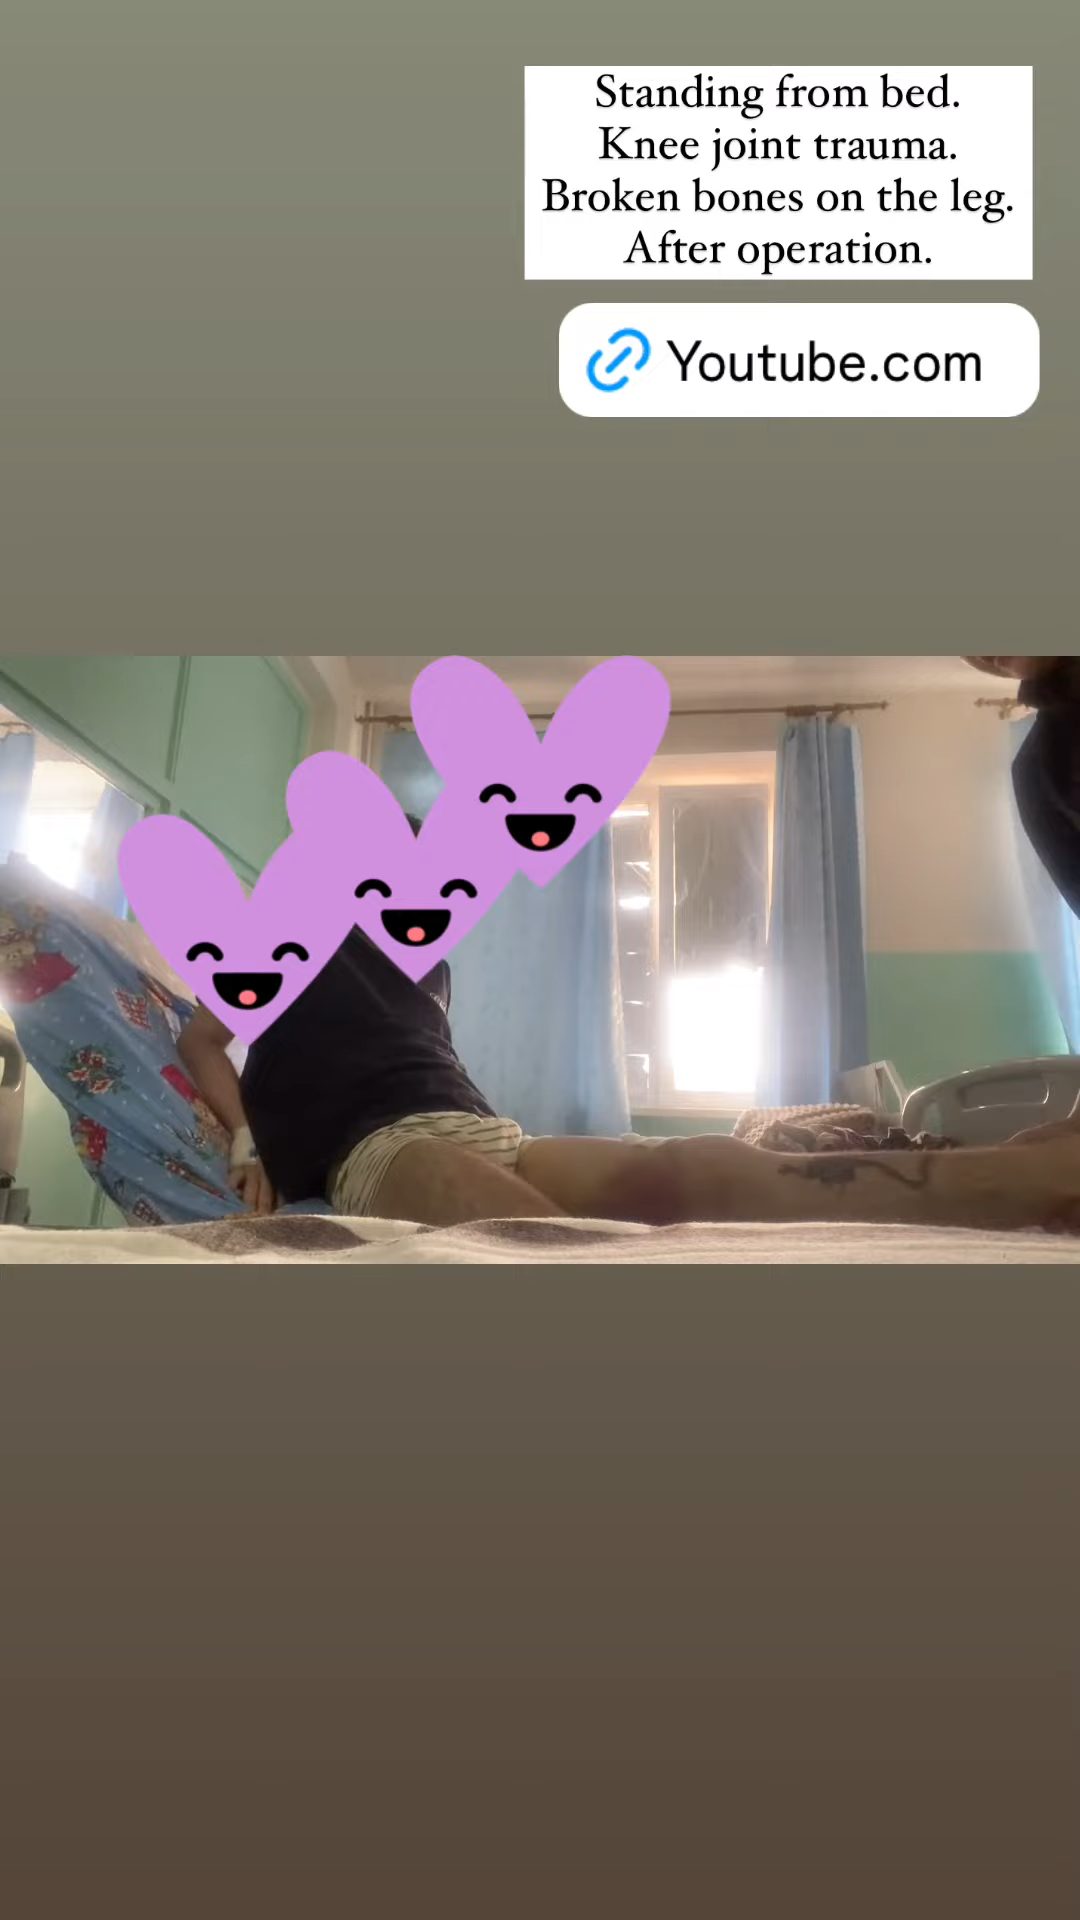 Standing from bed.
Knee joint trauma.
Broken bones on the leg.
After operation.
Youtube.com